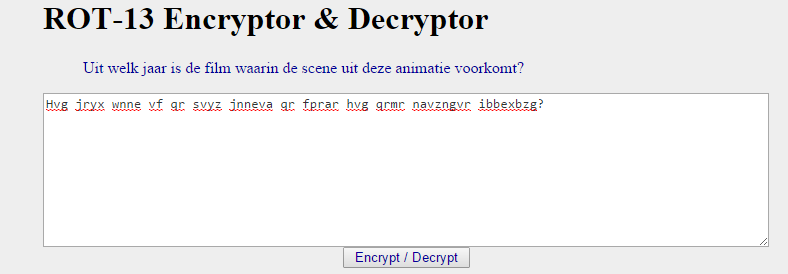 ROT-13 Encryptor & Decryptor
Uit welk jaar is de film waarin de scene uit deze animatie voorkomt?
Hvg jryx wnne vf qr svyz jnneva qr fprar hvg qrmr navzngvr ibbexbzg?
Encrypt / Decrypt